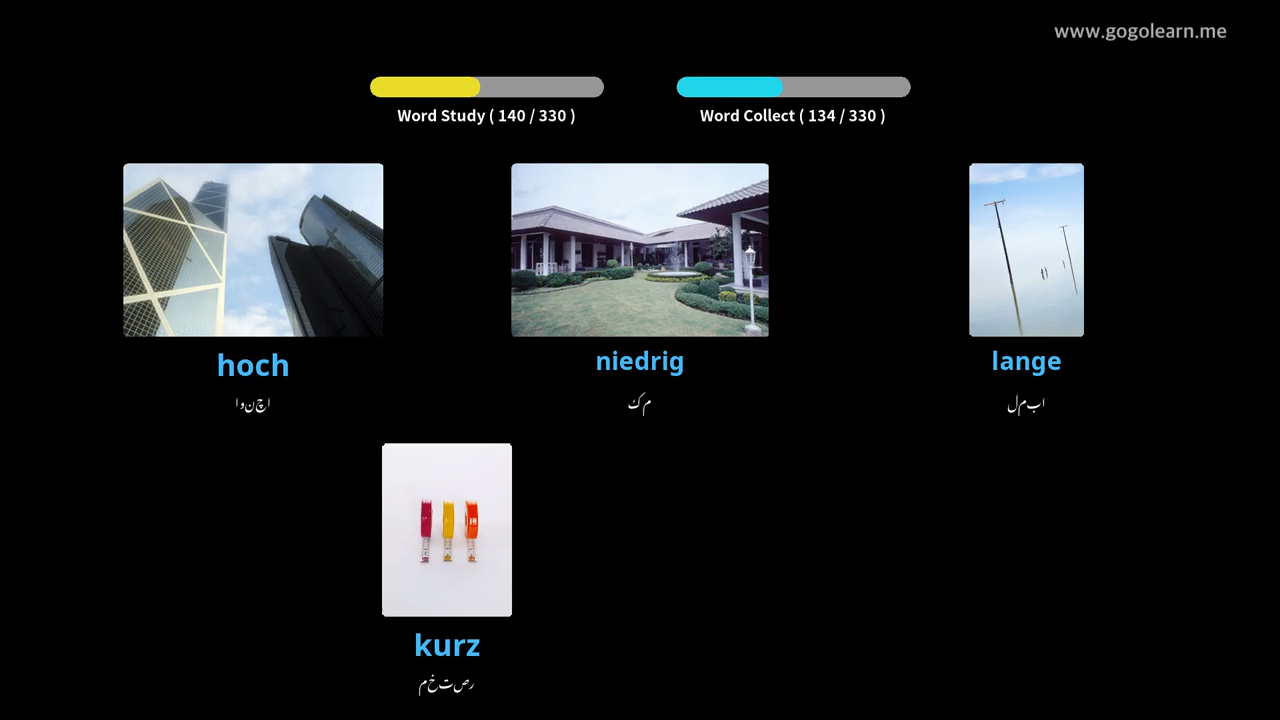 www.gogolearn.me
Word Study ( 140 / 330 )
Word Collect ( 134 / 330 )
hoch
اونچا
niedrig
کم
lange
لمبا
kurz
مختصر